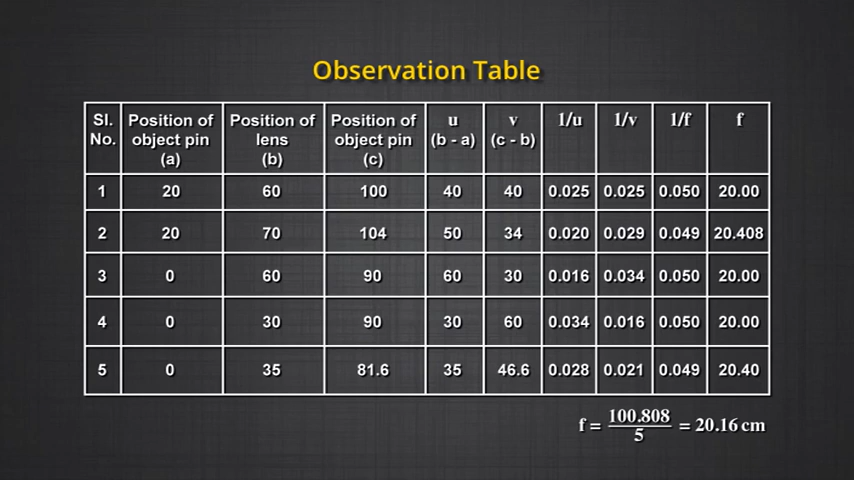 Observation Table
Sl. No. | Position of object pin (a) | Position of lens (b) | Position of object pin (c) | u (b - a) | v (c - b) | 1/u | 1/v | 1/f | f
1 | 20 | 60 | 100 | 40 | 40 | 0.025 | 0.025 | 0.050 | 20.00
2 | 20 | 70 | 104 | 50 | 34 | 0.020 | 0.029 | 0.049 | 20.408
3 | 0 | 60 | 90 | 60 | 30 | 0.016 | 0.034 | 0.050 | 20.00
4 | 0 | 30 | 90 | 30 | 60 | 0.034 | 0.016 | 0.050 | 20.00
5 | 0 | 35 | 81.6 | 35 | 46.6 | 0.028 | 0.021 | 0.049 | 20.40
f = 100.808 / 5 = 20.16 cm